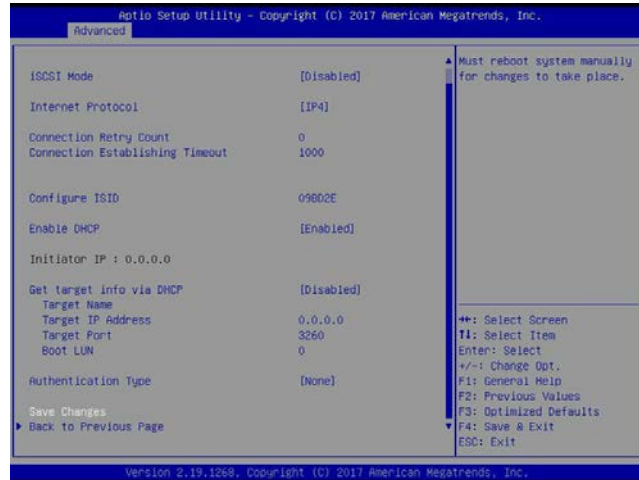 Aptio Setup Utility - Copyright (C) 2017 American Megatrends, Inc.
Advanced
iSCSI Mode [Disabled]
Internet Protocol [IP4]
Connection Retry Count 0
Connection Establishing Timeout 1000
Configure ISID 09BD2E
Enable DHCP [Enabled]
Initiator IP : 0.0.0.0
Get target info via DHCP [Disabled]
Target Name
Target IP Address 0.0.0.0
Target Port 3260
Boot LUN 0
Authentication Type [None]
Save Changes
Back to Previous Page
Must reboot system manually
for changes to take place.
→←: Select Screen
↑↓: Select Item
Enter: Select
+/-: Change Opt.
F1: General Help
F2: Previous Values
F3: Optimized Defaults
F4: Save & Exit
ESC: Exit
Version 2.19.1268. Copyright (C) 2017 American Megatrends, Inc.